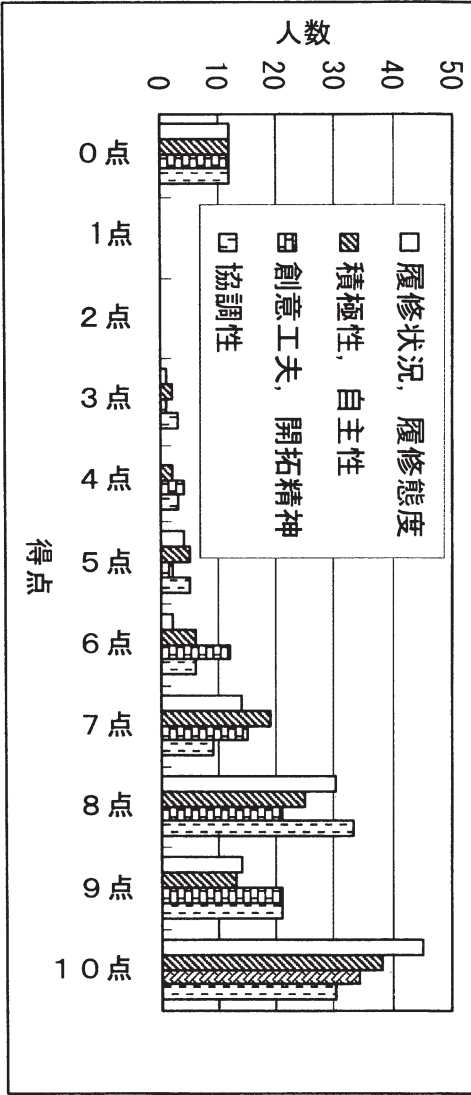 人数
50
40
30
20
10
0
□ 履修状況，履修態度
積極性，自主性
創意工夫，開拓精神
協調性
0点 1点 2点 3点 4点 5点 6点 7点 8点 9点 10点
得点